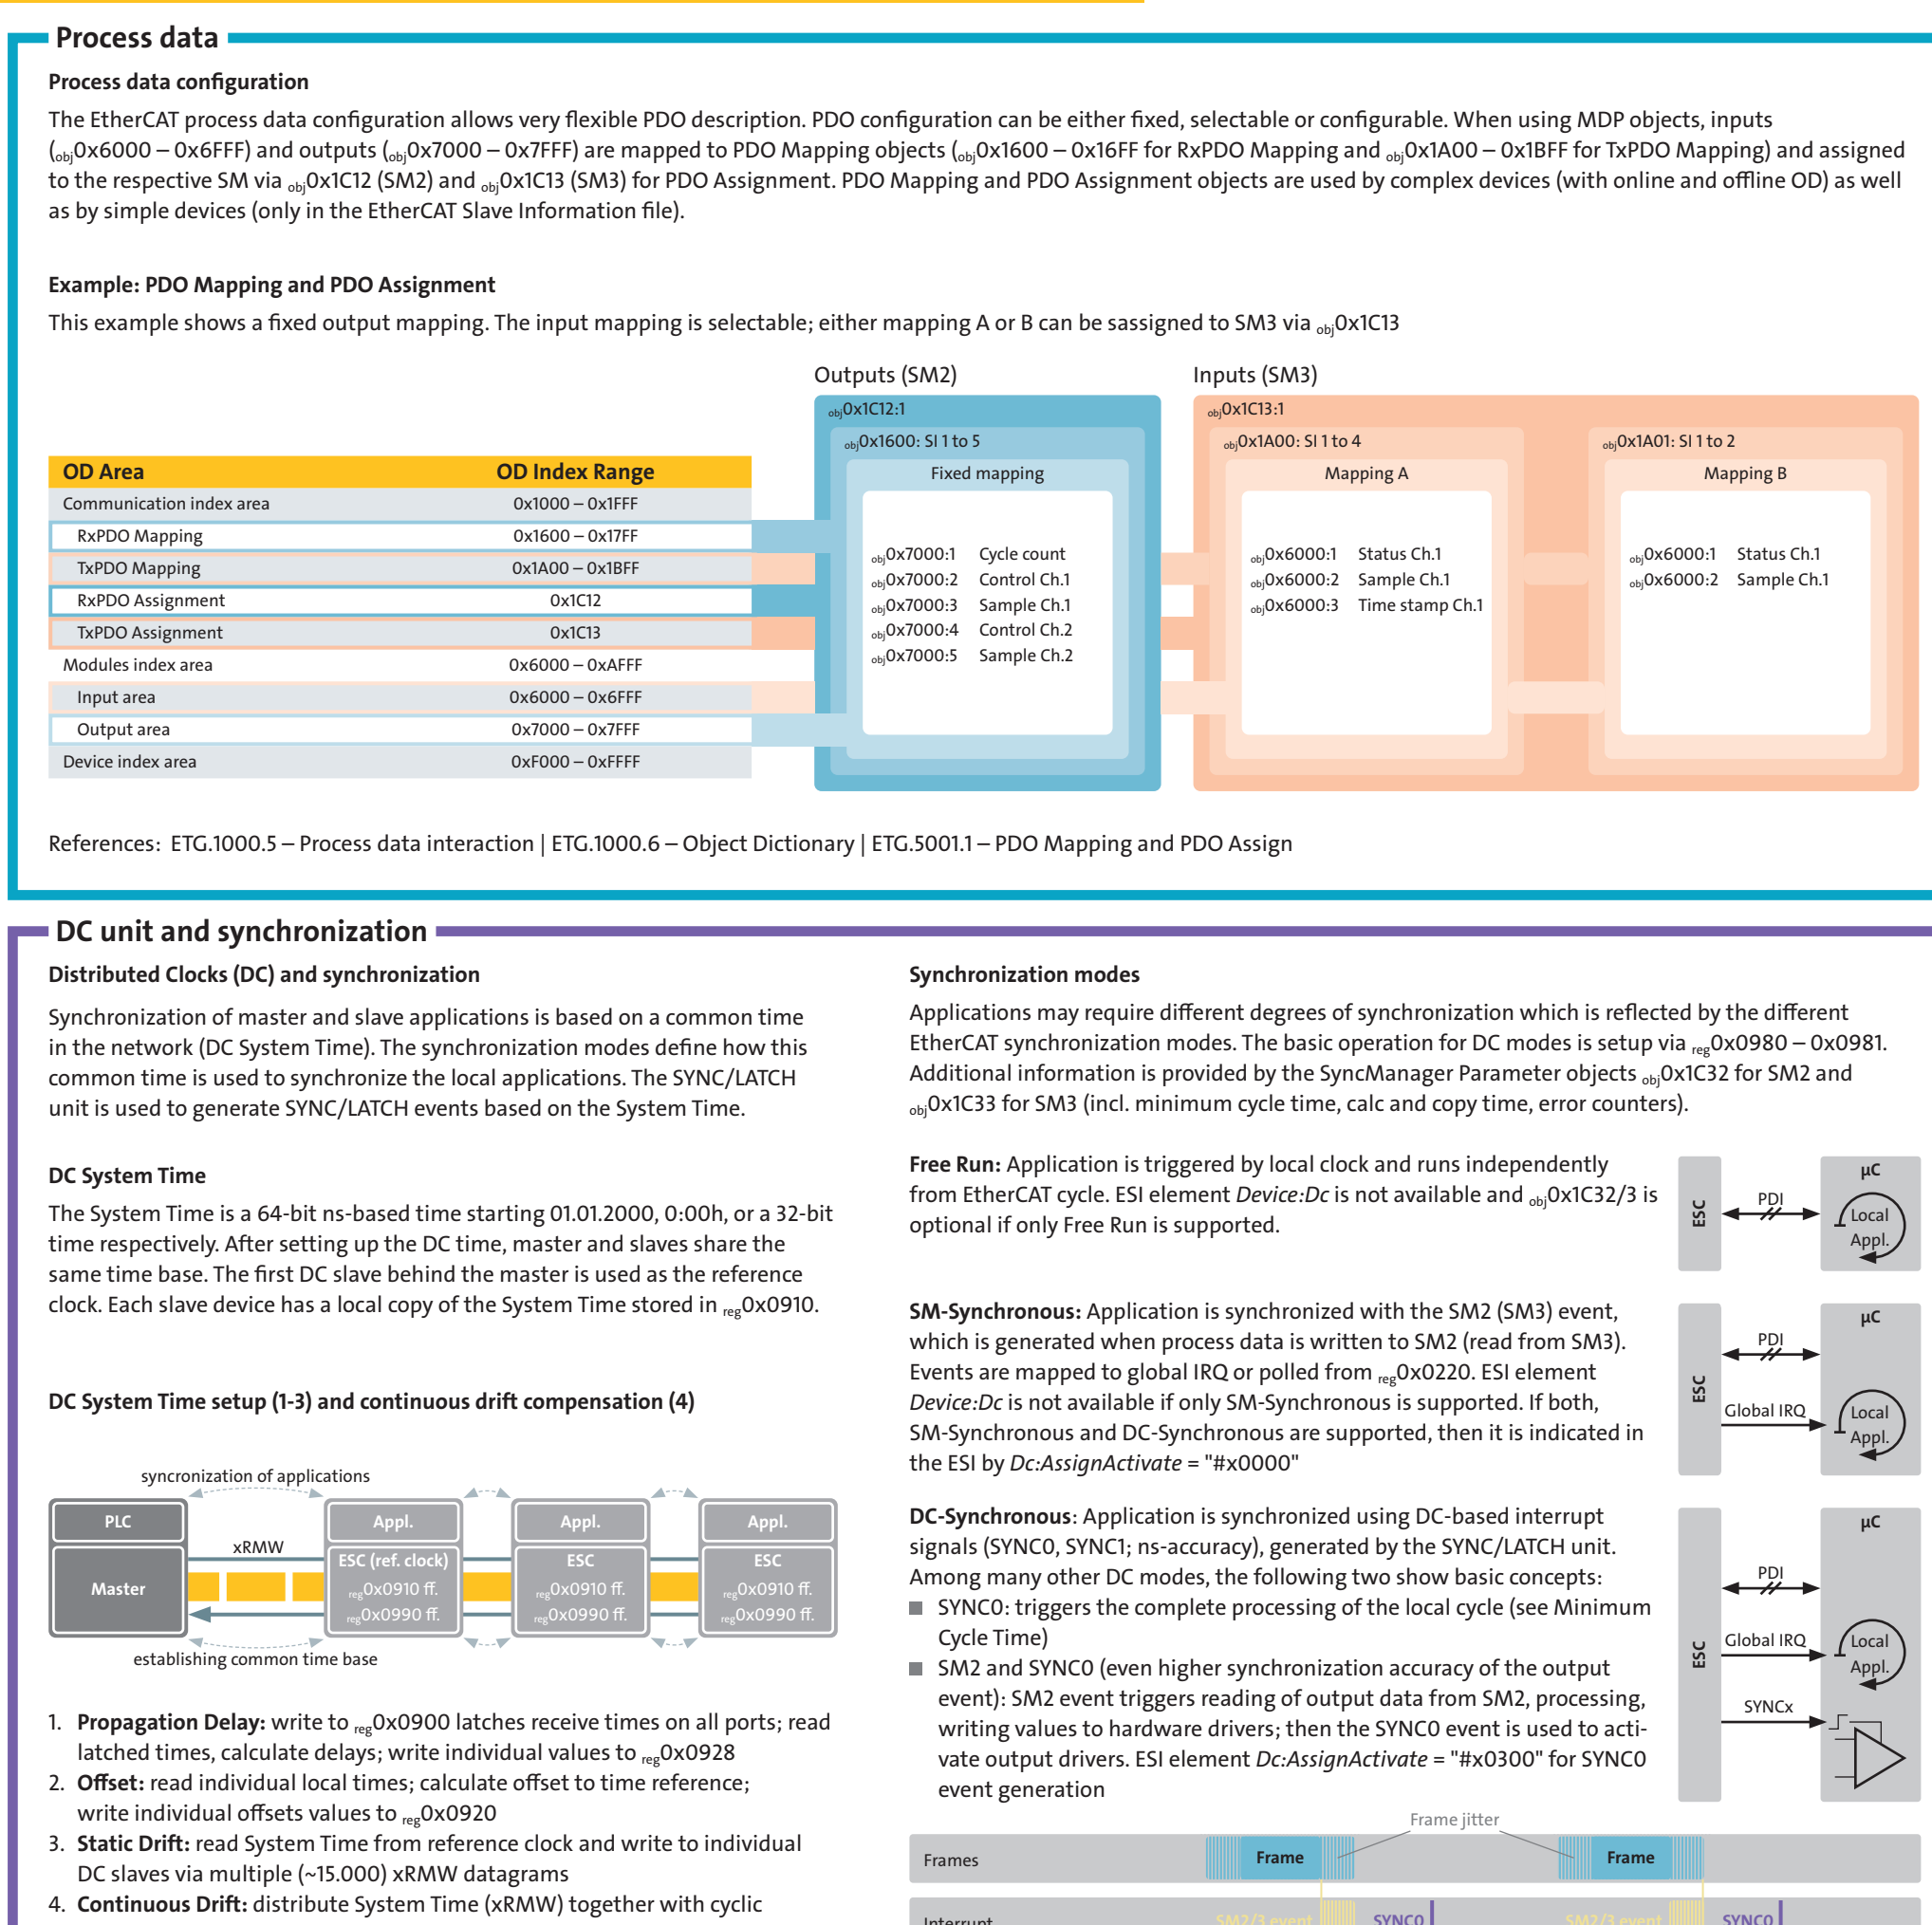 Process data
Process data configuration
The EtherCAT process data configuration allows very flexible PDO description. PDO configuration can be either fixed, selectable or configurable. When using MDP objects, inputs
(obj0x6000 – 0x6FFF) and outputs (obj0x7000 – 0x7FFF) are mapped to PDO Mapping objects (obj0x1600 – 0x16FF for RxPDO Mapping and obj0x1A00 – 0x1BFF for TxPDO Mapping) and assigned
to the respective SM via obj0x1C12 (SM2) and obj0x1C13 (SM3) for PDO Assignment. PDO Mapping and PDO Assignment objects are used by complex devices (with online and offline OD) as well
as by simple devices (only in the EtherCAT Slave Information file).
Example: PDO Mapping and PDO Assignment
This example shows a fixed output mapping. The input mapping is selectable; either mapping A or B can be sassigned to SM3 via obj0x1C13
OD Area OD Index Range
Communication index area 0x1000 – 0x1FFF
RxPDO Mapping 0x1600 – 0x17FF
TxPDO Mapping 0x1A00 – 0x1BFF
RxPDO Assignment 0x1C12
TxPDO Assignment 0x1C13
Modules index area 0x6000 – 0xAFFF
Input area 0x6000 – 0x6FFF
Output area 0x7000 – 0x7FFF
Device index area 0xF000 – 0xFFFF
Outputs (SM2)
obj0x1C12:1
obj0x1600: SI 1 to 5
Fixed mapping
obj0x7000:1 Cycle count
obj0x7000:2 Control Ch.1
obj0x7000:3 Sample Ch.1
obj0x7000:4 Control Ch.2
obj0x7000:5 Sample Ch.2
Inputs (SM3)
obj0x1C13:1
obj0x1A00: SI 1 to 4
Mapping A
obj0x6000:1 Status Ch.1
obj0x6000:2 Sample Ch.1
obj0x6000:3 Time stamp Ch.1
obj0x1A01: SI 1 to 2
Mapping B
obj0x6000:1 Status Ch.1
obj0x6000:2 Sample Ch.1
References: ETG.1000.5 – Process data interaction | ETG.1000.6 – Object Dictionary | ETG.5001.1 – PDO Mapping and PDO Assign
DC unit and synchronization
Distributed Clocks (DC) and synchronization
Synchronization of master and slave applications is based on a common time
in the network (DC System Time). The synchronization modes define how this
common time is used to synchronize the local applications. The SYNC/LATCH
unit is used to generate SYNC/LATCH events based on the System Time.
DC System Time
The System Time is a 64-bit ns-based time starting 01.01.2000, 0:00h, or a 32-bit
time respectively. After setting up the DC time, master and slaves share the
same time base. The first DC slave behind the master is used as the reference
clock. Each slave device has a local copy of the System Time stored in reg0x0910.
DC System Time setup (1-3) and continuous drift compensation (4)
syncronization of applications
PLC
Master
xRMW
Appl.
ESC (ref. clock)
reg0x0910 ff.
reg0x0990 ff.
Appl.
ESC
reg0x0910 ff.
reg0x0990 ff.
Appl.
ESC
reg0x0910 ff.
reg0x0990 ff.
establishing common time base
1. Propagation Delay: write to reg0x0900 latches receive times on all ports; read
latched times, calculate delays; write individual values to reg0x0928
2. Offset: read individual local times; calculate offset to time reference;
write individual offsets values to reg0x0920
3. Static Drift: read System Time from reference clock and write to individual
DC slaves via multiple (~15.000) xRMW datagrams
4. Continuous Drift: distribute System Time (xRMW) together with cyclic
Synchronization modes
Applications may require different degrees of synchronization which is reflected by the different
EtherCAT synchronization modes. The basic operation for DC modes is setup via reg0x0980 – 0x0981.
Additional information is provided by the SyncManager Parameter objects obj0x1C32 for SM2 and
obj0x1C33 for SM3 (incl. minimum cycle time, calc and copy time, error counters).
Free Run: Application is triggered by local clock and runs independently
from EtherCAT cycle. ESI element Device:Dc is not available and obj0x1C32/3 is
optional if only Free Run is supported.
ESC
PDI
µC
Local
Appl.
SM-Synchronous: Application is synchronized with the SM2 (SM3) event,
which is generated when process data is written to SM2 (read from SM3).
Events are mapped to global IRQ or polled from reg0x0220. ESI element
Device:Dc is not available if only SM-Synchronous is supported. If both,
SM-Synchronous and DC-Synchronous are supported, then it is indicated in
the ESI by Dc:AssignActivate = "#x0000"
ESC
PDI
Global IRQ
µC
Local
Appl.
DC-Synchronous: Application is synchronized using DC-based interrupt
signals (SYNC0, SYNC1; ns-accuracy), generated by the SYNC/LATCH unit.
Among many other DC modes, the following two show basic concepts:
■ SYNC0: triggers the complete processing of the local cycle (see Minimum
Cycle Time)
■ SM2 and SYNC0 (even higher synchronization accuracy of the output
event): SM2 event triggers reading of output data from SM2, processing,
writing values to hardware drivers; then the SYNC0 event is used to acti-
vate output drivers. ESI element Dc:AssignActivate = "#x0300" for SYNC0
event generation
ESC
PDI
Global IRQ
SYNCx
µC
Local
Appl.
Frame jitter
Frames Frame Frame
Interrupt SM2/3 event SYNC0 SM2/3 event SYNC0